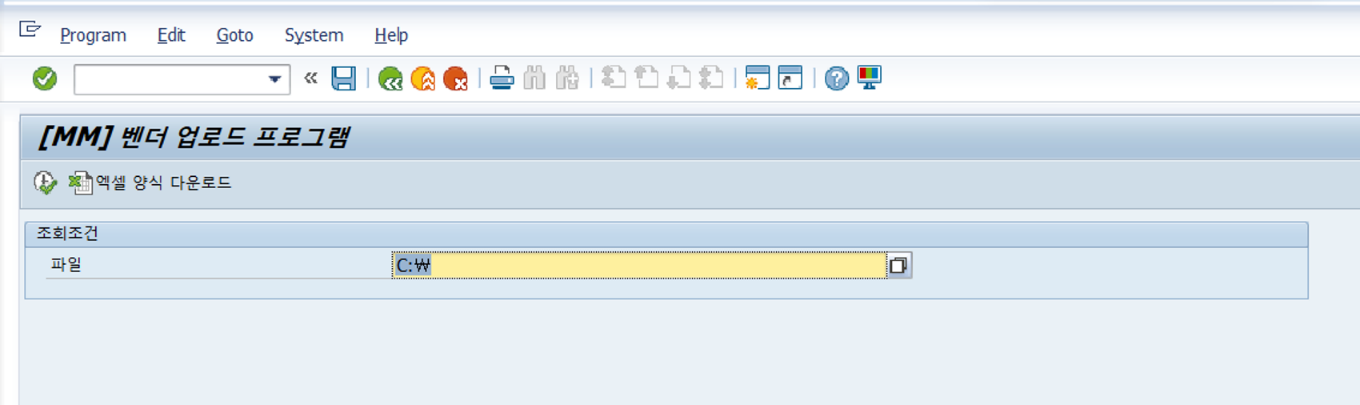 Program Edit Goto System Help
[MM] 벤더 업로드 프로그램
엑셀 양식 다운로드
조회조건
파일 C:₩